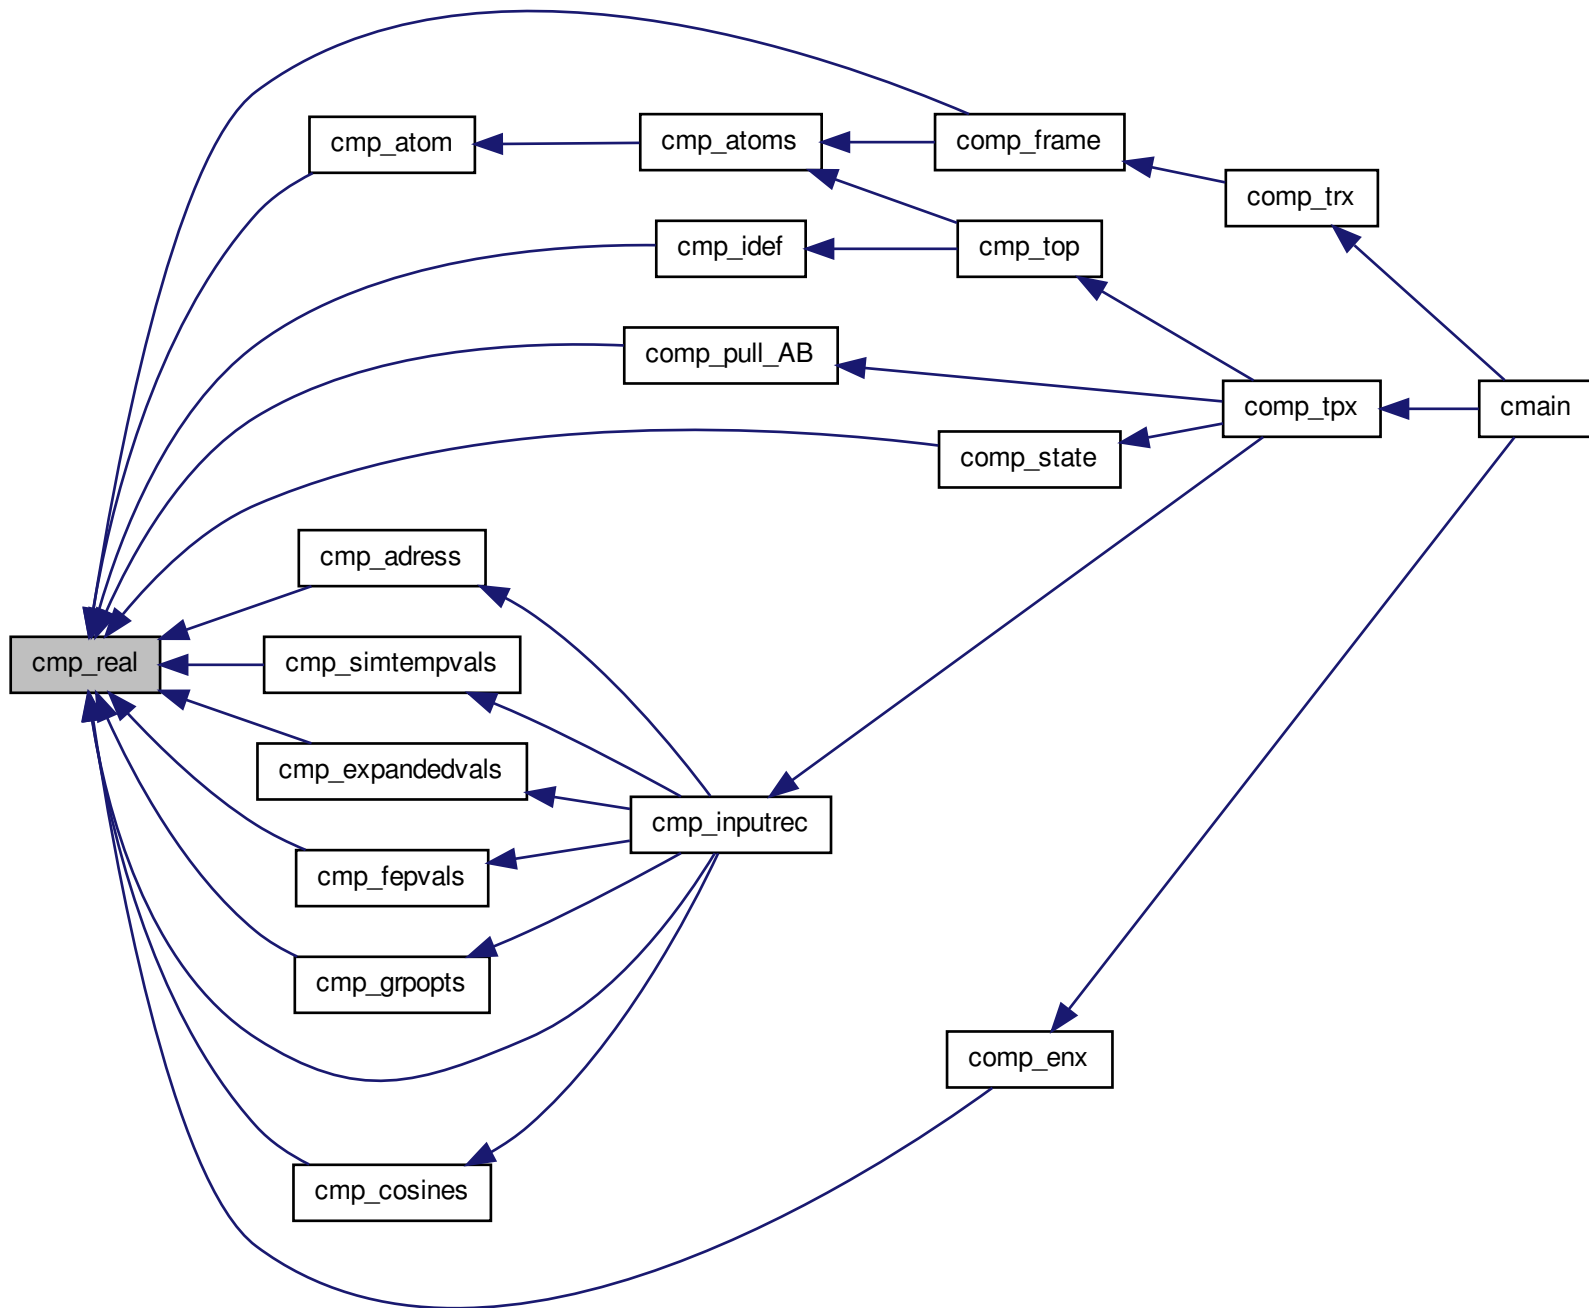 cmp_atom
cmp_atoms
comp_frame
comp_trx
cmp_idef
cmp_top
comp_pull_AB
comp_tpx
cmain
comp_state
cmp_adress
cmp_real
cmp_simtempvals
cmp_expandedvals
cmp_inputrec
cmp_fepvals
cmp_grpopts
comp_enx
cmp_cosines